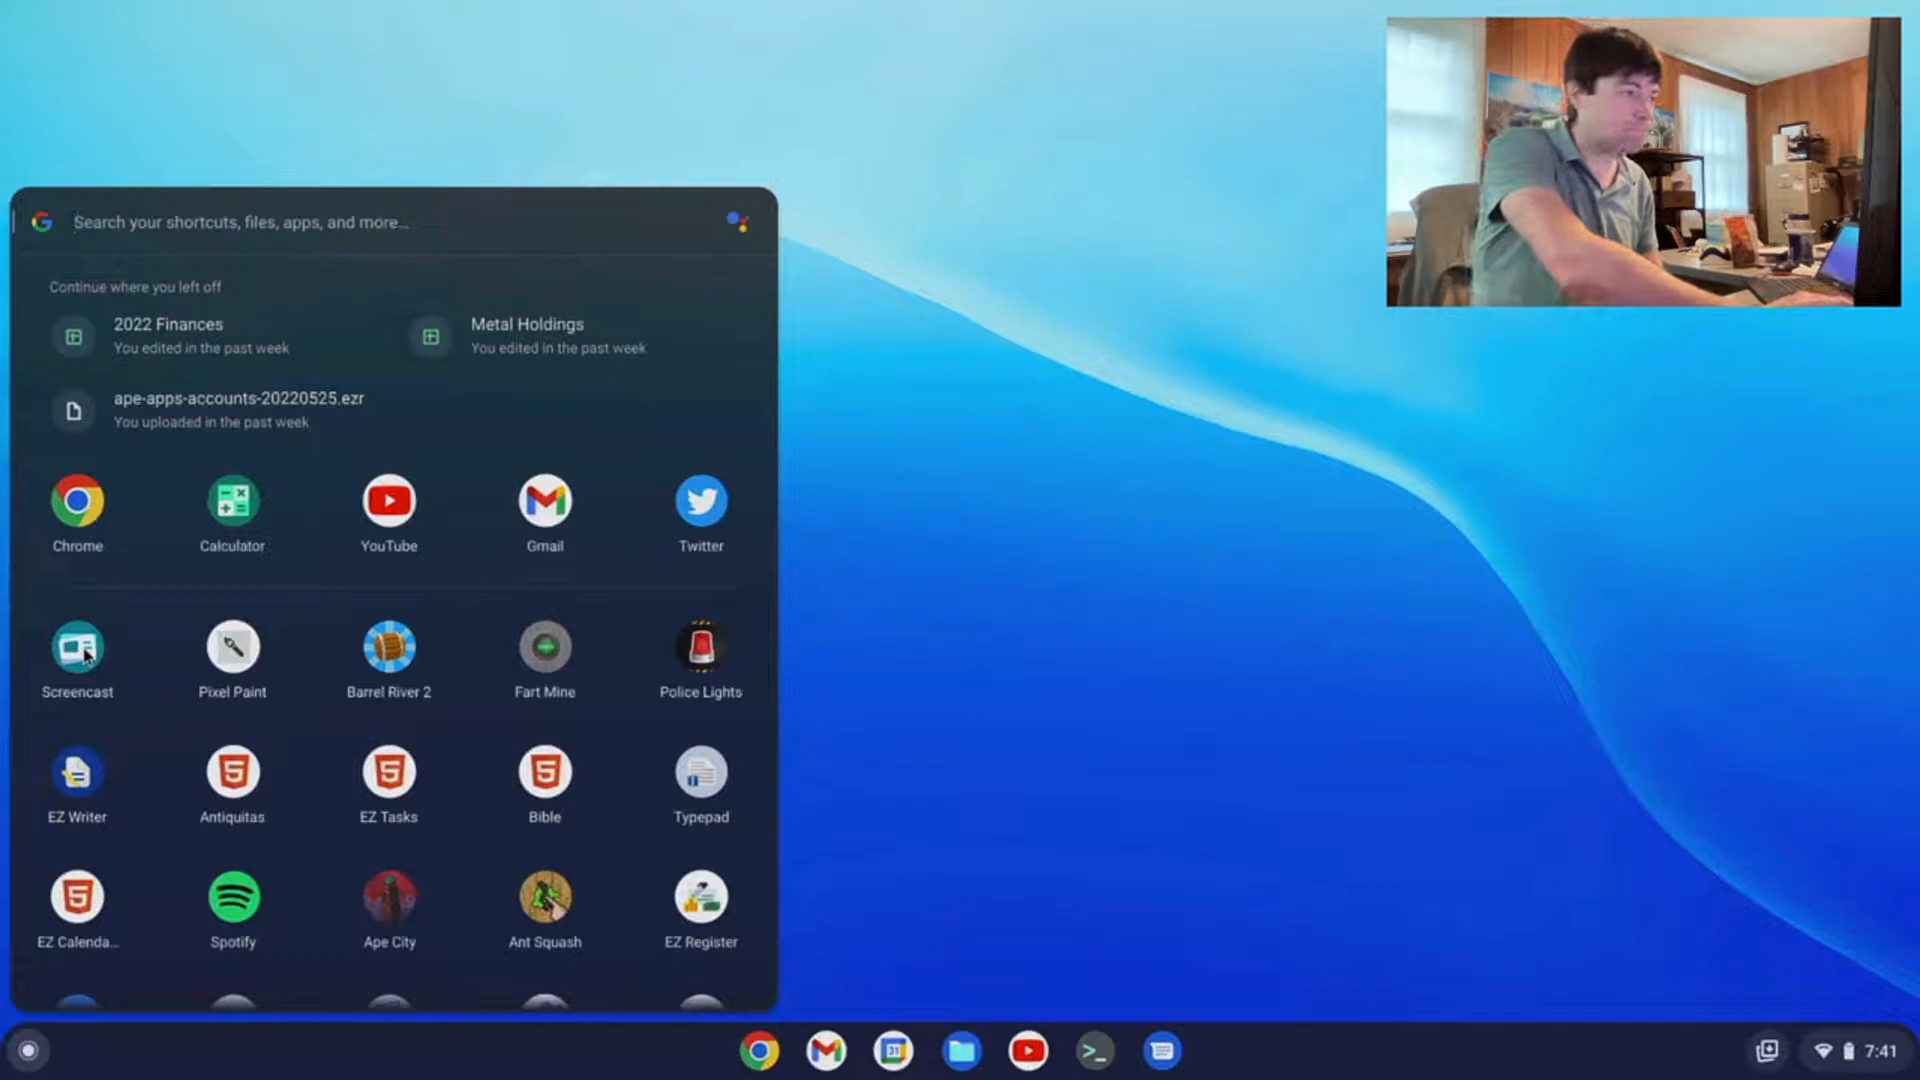 Search your shortcuts, files, apps, and more...
Continue where you left off
2022 Finances
You edited in the past week
Metal Holdings
You edited in the past week
ape-apps-accounts-20220525.ezr
You uploaded in the past week
Chrome
Calculator
YouTube
Gmail
Twitter
Screencast
Pixel Paint
Barrel River 2
Fart Mine
Police Lights
EZ Writer
Antiquitas
EZ Tasks
Bible
Typepad
EZ Calenda...
Spotify
Ape City
Ant Squash
EZ Register
31
7:41